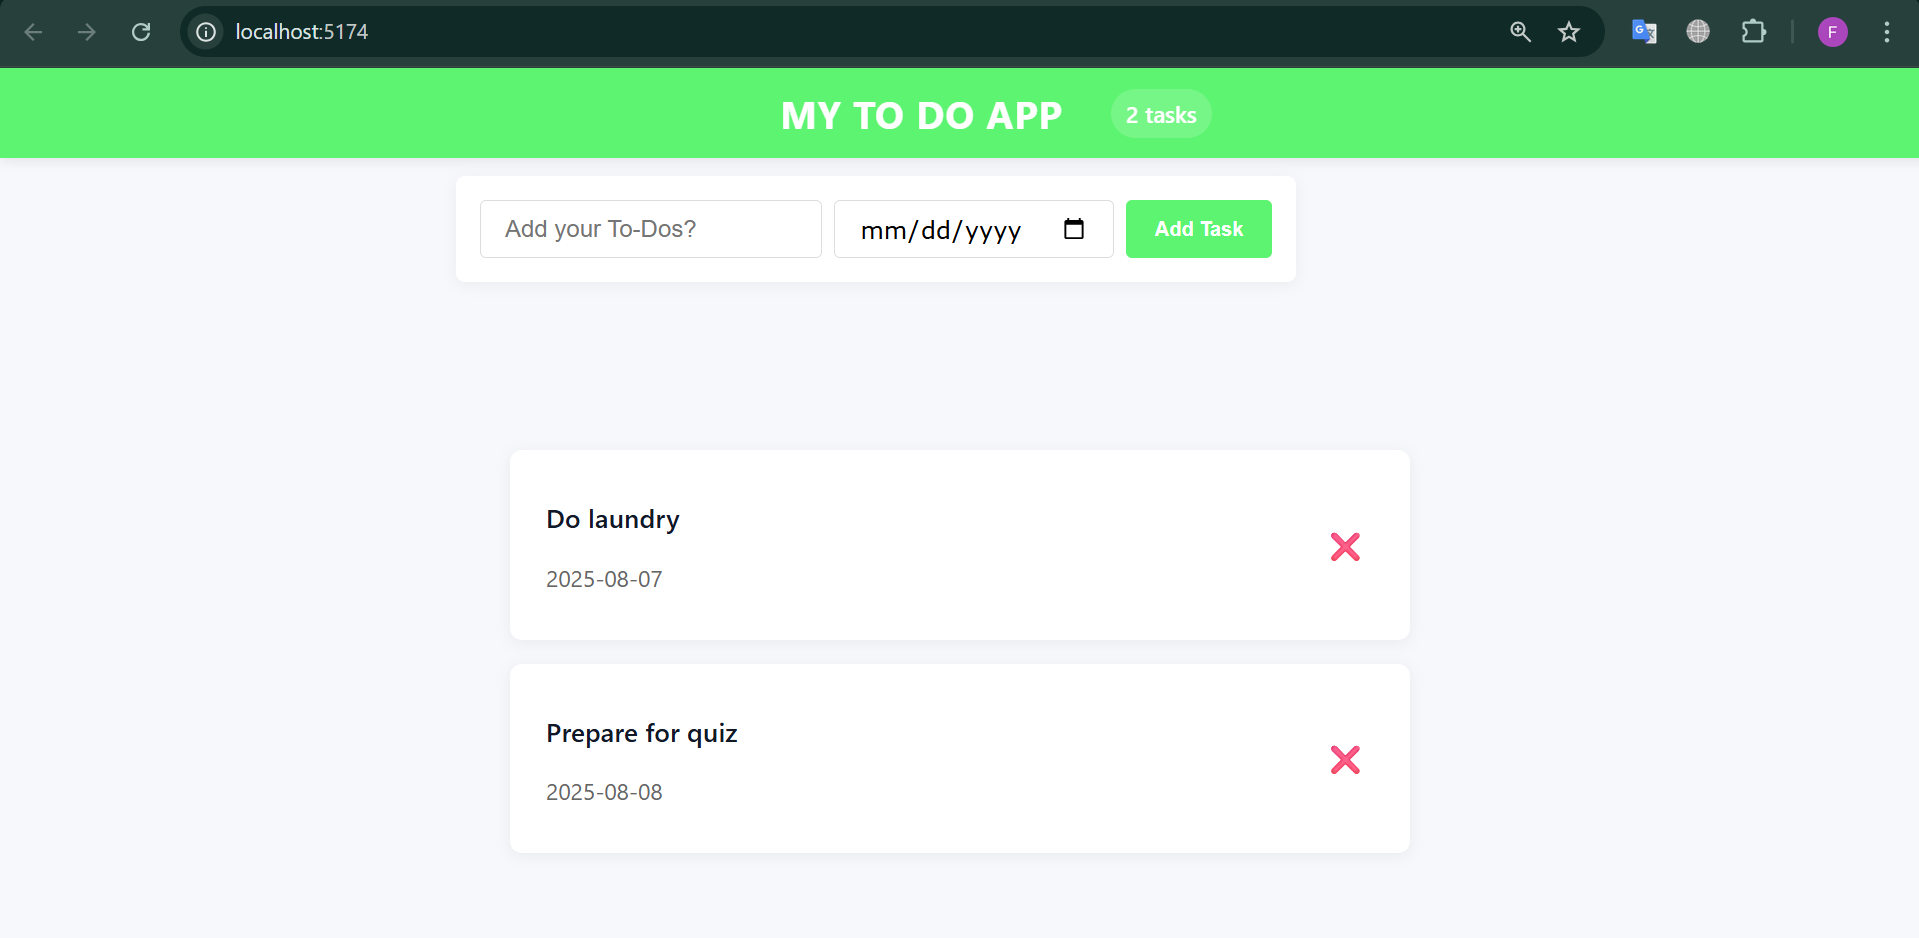 localhost:5174
F
MY TO DO APP 2 tasks
Add your To-Dos? mm/dd/yyyy Add Task
Do laundry
2025-08-07
Prepare for quiz
2025-08-08